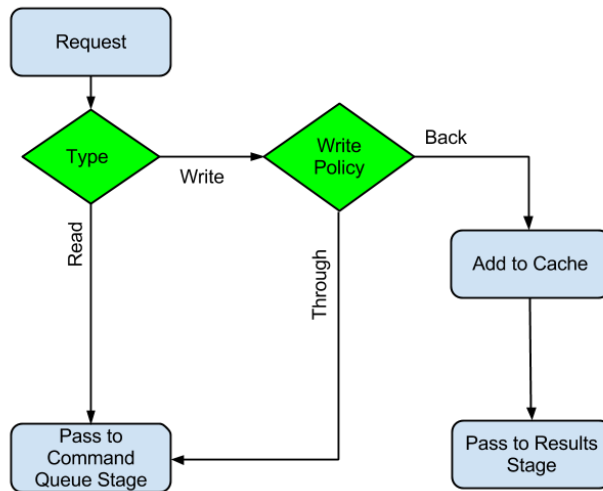 Request
Type
Write
Write
Policy
Back
Read
Through
Add to Cache
Pass to
Command
Queue Stage
Pass to Results
Stage